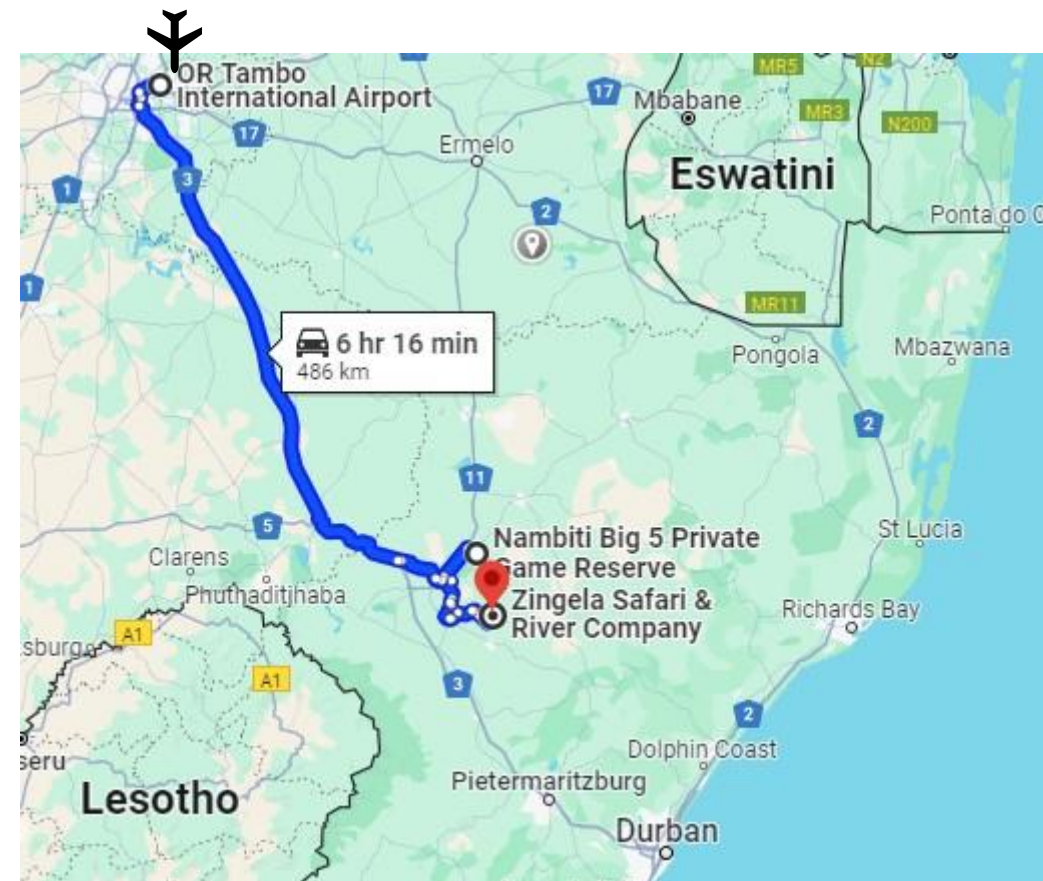 OR Tambo
International Airport
N2
MR5
17
Mbabane
MR3
N200
17
Ermelo
3
1
Eswatini
2
Ponta do
1
MR11
6 hr 16 min
486 km
Pongola
Mbazwana
2
11
5
St Lucia
Nambiti Big 5 Private
Game Reserve
Clarens
Phuthaditjhaba
Zingela Safari &
River Company
Richards Bay
A1
sburg
A1
3
2
seru
Dolphin Coast
Lesotho
Pietermaritzburg
Durban